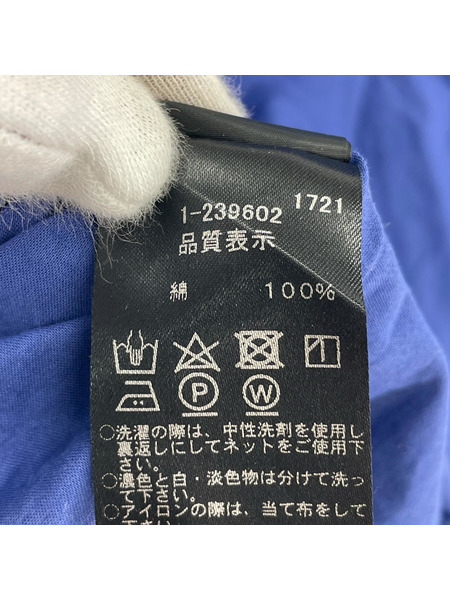 1-239602 1721
品質表示
綿 100%
P W
○洗濯の際は、中性洗剤を使用し
裏返しにしてネットをご使用下
さい。
○濃色と白・淡色物は分けて洗っ
て下さい。
○アイロンの際は、当て布をして
下さい。